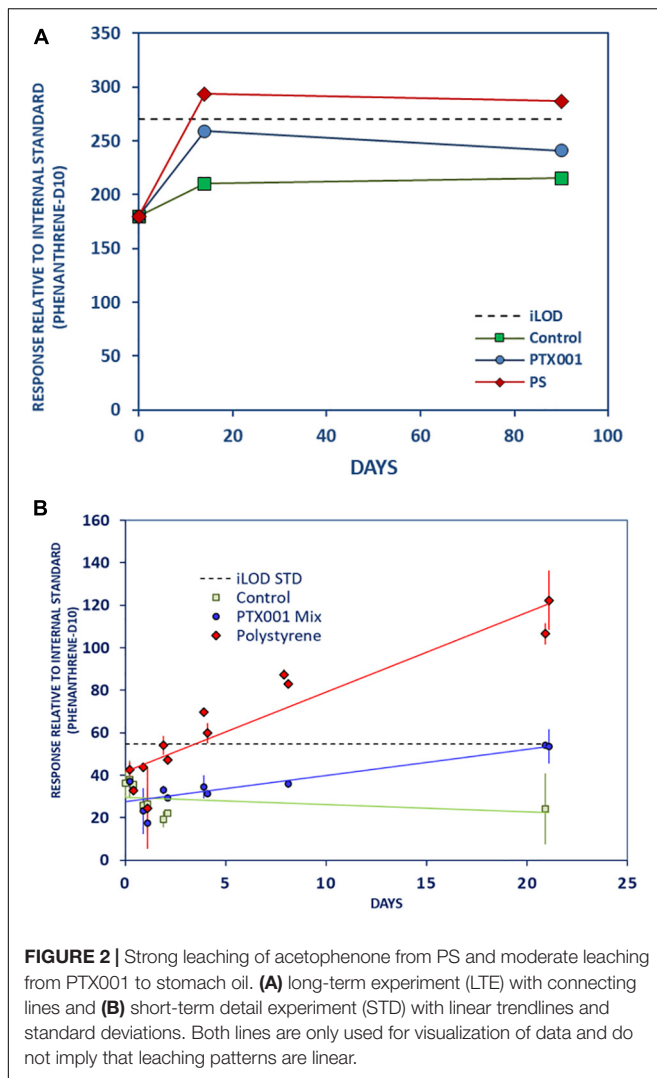 A
RESPONSE RELATIVE TO INTERNAL STANDARD
(PHENANTHRENE-D10)
350
300
250
200
150
100
50
0
0 20 40 60 80 100
DAYS
iLOD
Control
PTX001
PS
B
RESPONSE RELATIVE TO INTERNAL STANDARD
(PHENANTHRENE-D10)
160
140
120
100
80
60
40
20
0
0 5 10 15 20 25
DAYS
iLOD STD
Control
PTX001 Mix
Polystyrene
FIGURE 2 | Strong leaching of acetophenone from PS and moderate leaching
from PTX001 to stomach oil. (A) long-term experiment (LTE) with connecting
lines and (B) short-term detail experiment (STD) with linear trendlines and
standard deviations. Both lines are only used for visualization of data and do
not imply that leaching patterns are linear.